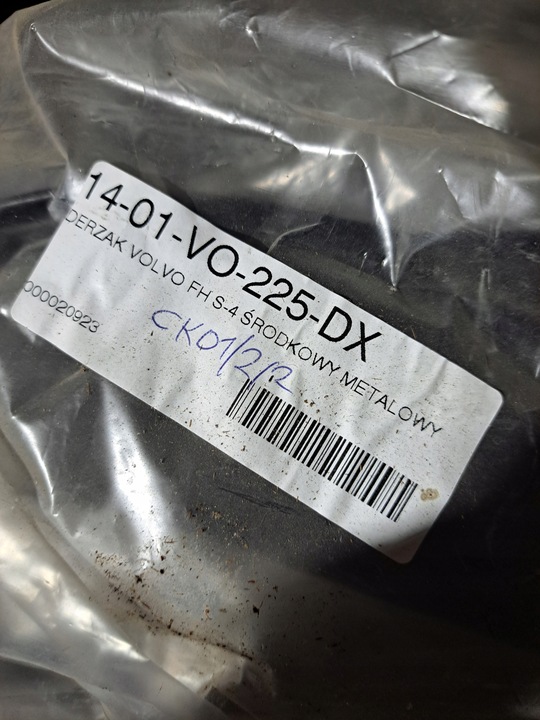 14-01-VO-225-DX
DERZAK VOLVO FH S-4 ŚRODKOWY METALOWY
000020923
CK01/2/2